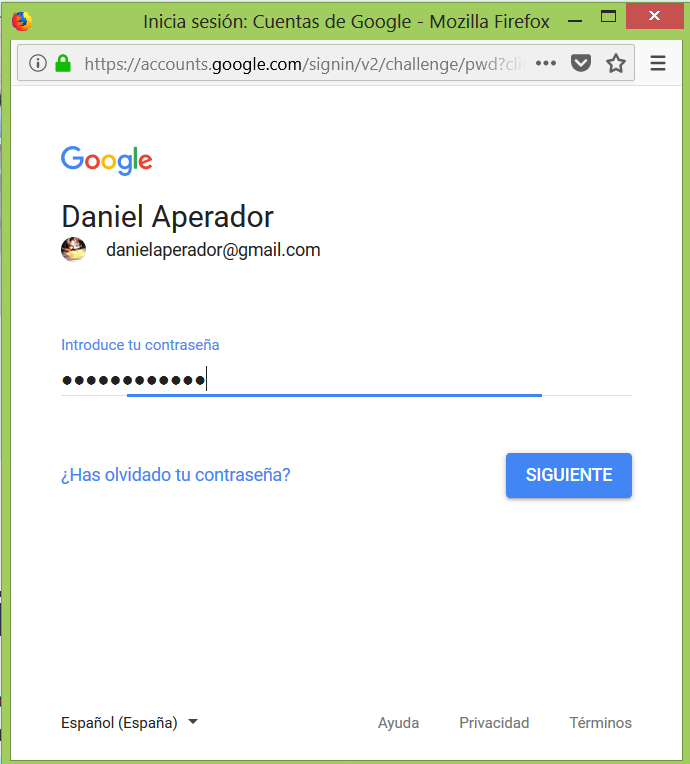 Inicia sesión: Cuentas de Google - Mozilla Firefox
https://accounts.google.com/signin/v2/challenge/pwd?cli
Google
Daniel Aperador
danielaperador@gmail.com
Introduce tu contraseña
●●●●●●●●●●●●
¿Has olvidado tu contraseña?
SIGUIENTE
Español (España)
Ayuda Privacidad Términos